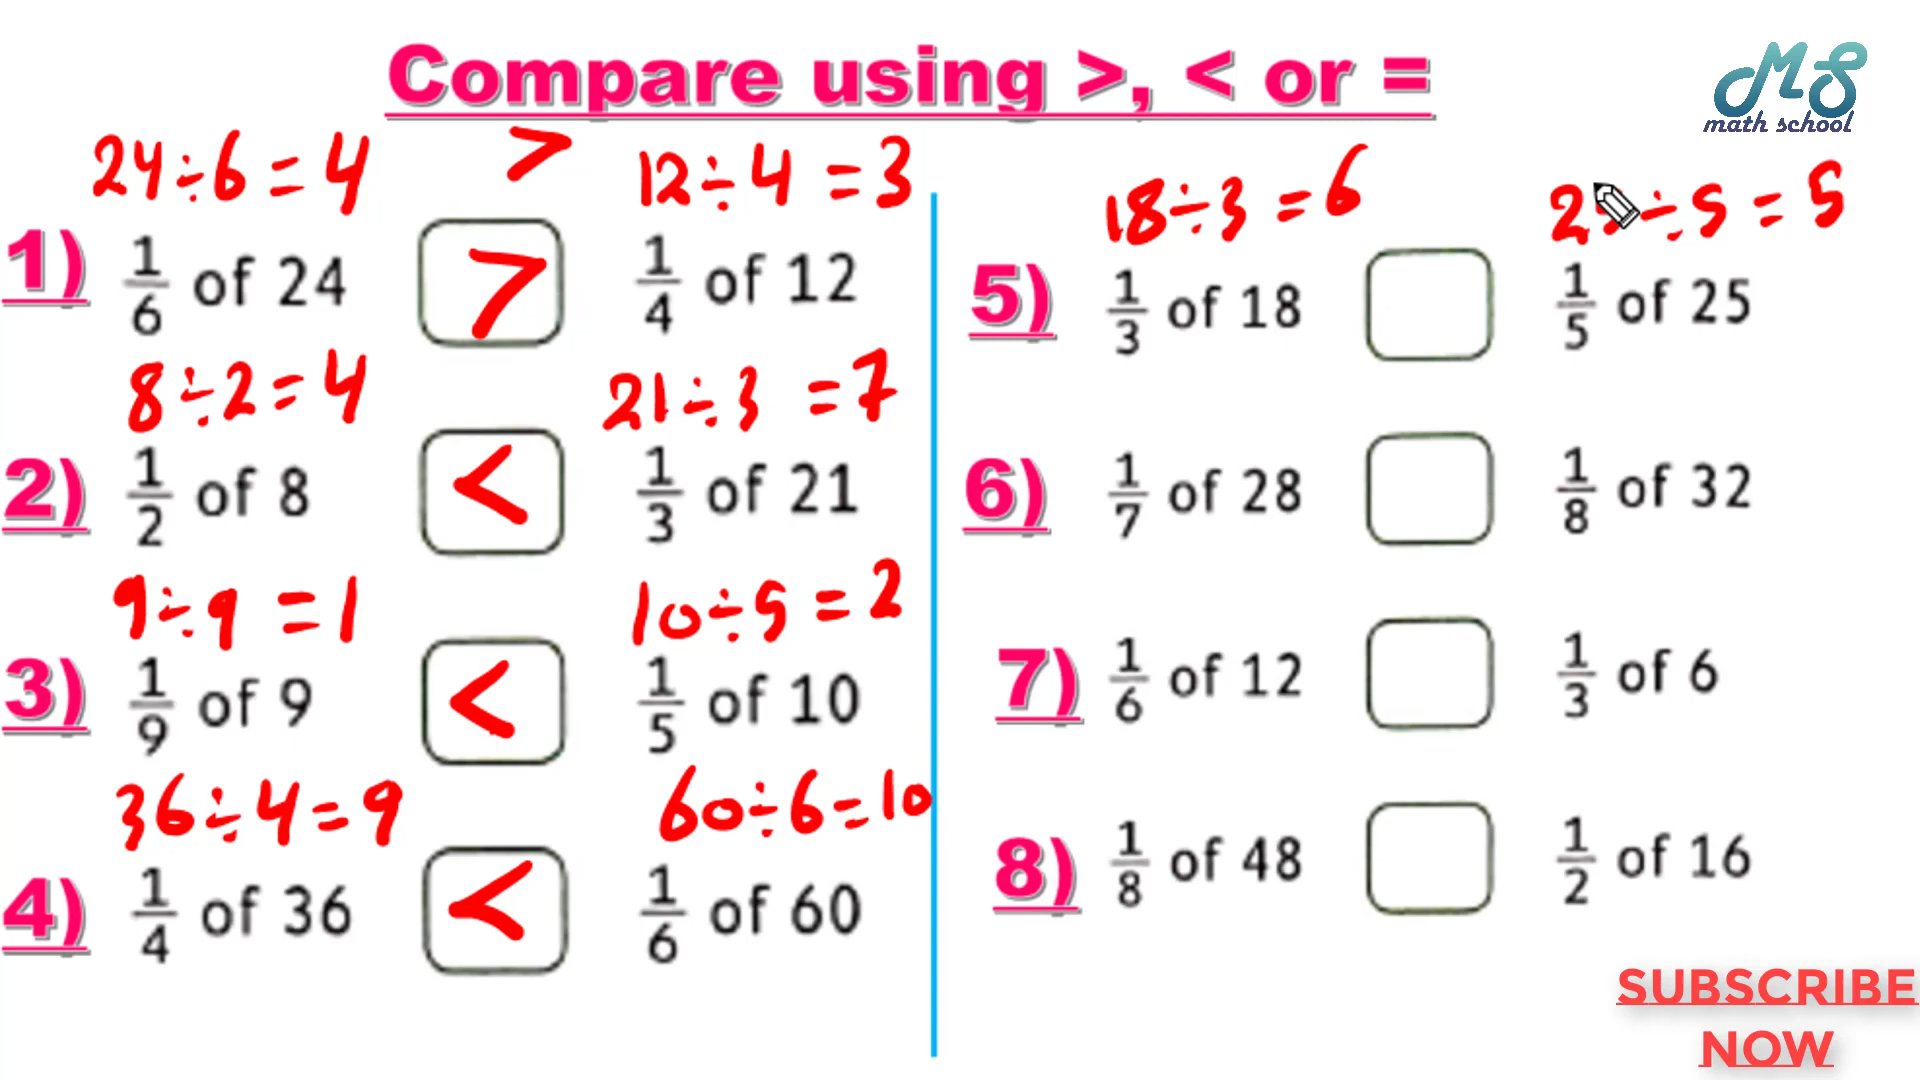 Compare using >, < or =
MS
math school
24÷6=4 > 12÷4=3
1) 1/6 of 24 > 1/4 of 12
8÷2=4 21÷3=7
2) 1/2 of 8 < 1/3 of 21
9÷9=1 10÷5=2
3) 1/9 of 9 < 1/5 of 10
36÷4=9 60÷6=10
4) 1/4 of 36 < 1/6 of 60
18÷3=6 25÷5=5
5) 1/3 of 18 1/5 of 25
6) 1/7 of 28 1/8 of 32
7) 1/6 of 12 1/3 of 6
8) 1/8 of 48 1/2 of 16
SUBSCRIBE
NOW